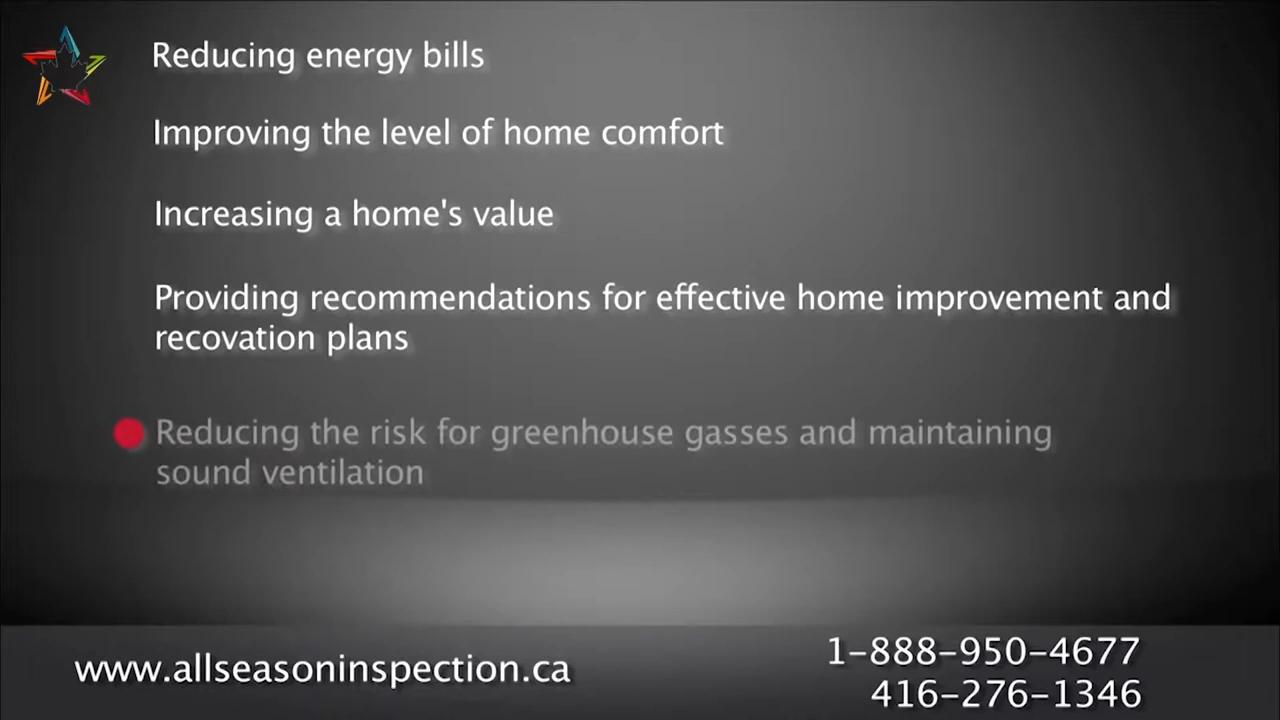 Reducing energy bills
Improving the level of home comfort
Increasing a home's value
Providing recommendations for effective home improvement and
recovation plans
Reducing the risk for greenhouse gasses and maintaining
sound ventilation
www.allseasoninspection.ca
1-888-950-4677
416-276-1346